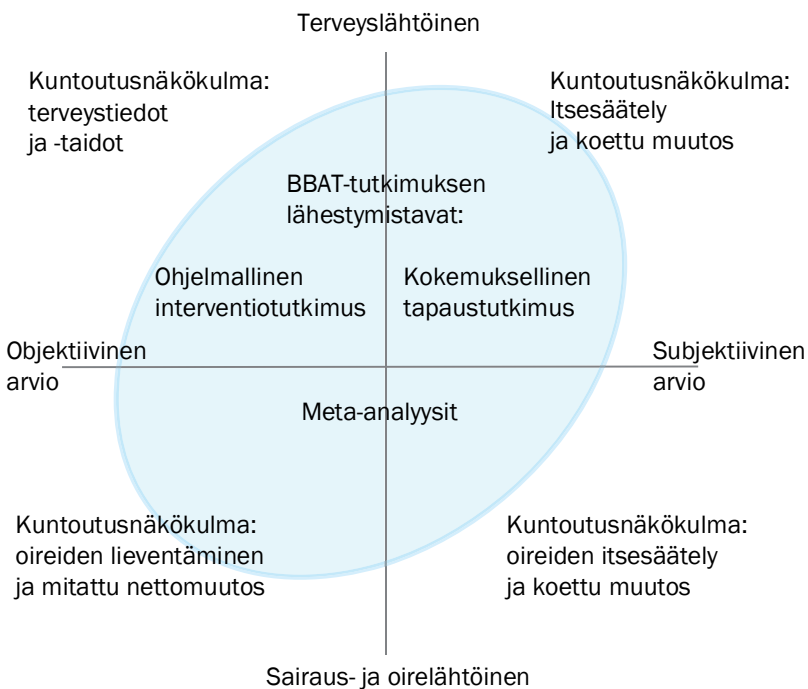 Terveyslähtöinen
Kuntoutusnäkökulma:
terveystiedot
ja -taidot
Kuntoutusnäkökulma:
Itsesäätely
ja koettu muutos
BBAT-tutkimuksen
lähestymistavat:
Ohjelmallinen
interventiotutkimus
Kokemuksellinen
tapaustutkimus
Objektiivinen
arvio
Subjektiivinen
arvio
Meta-analyysit
Kuntoutusnäkökulma:
oireiden lieventäminen
ja mitattu nettomuutos
Kuntoutusnäkökulma:
oireiden itsesäätely
ja koettu muutos
Sairaus- ja oirelähtöinen